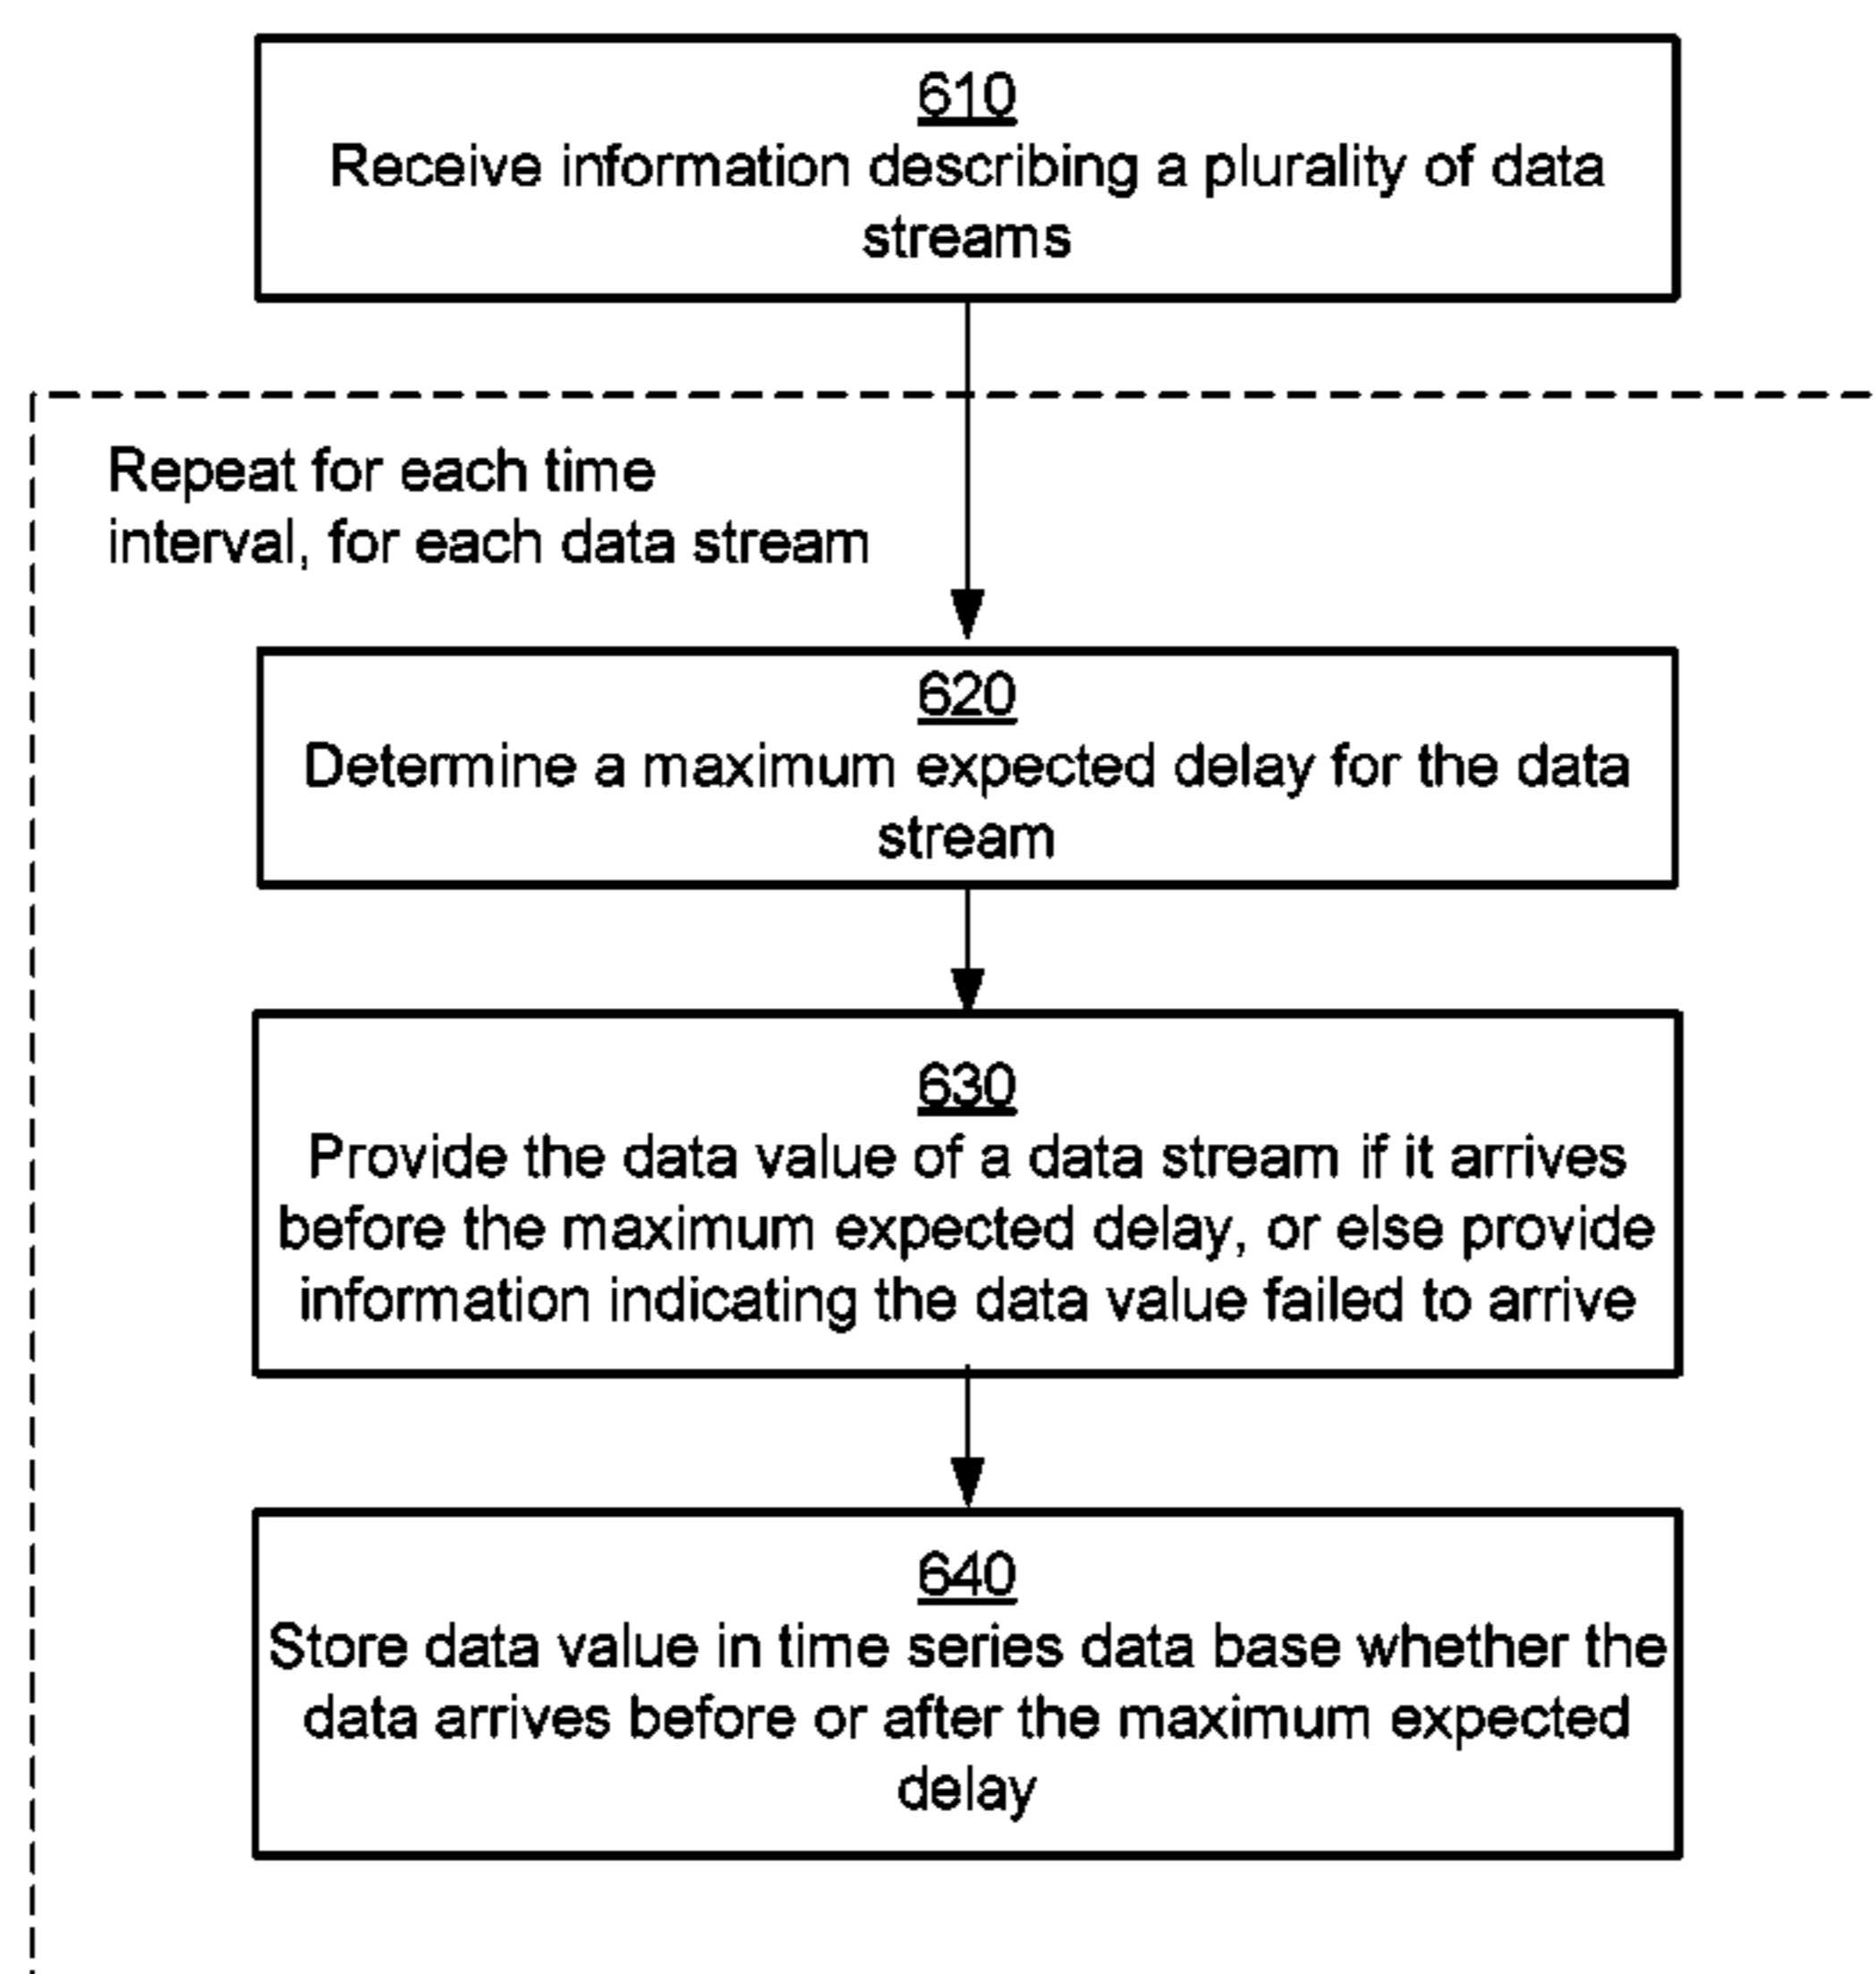 610
Receive information describing a plurality of data
streams
Repeat for each time
interval, for each data stream
620
Determine a maximum expected delay for the data
stream
630
Provide the data value of a data stream if it arrives
before the maximum expected delay, or else provide
information indicating the data value failed to arrive
640
Store data value in time series data base whether the
data arrives before or after the maximum expected
delay